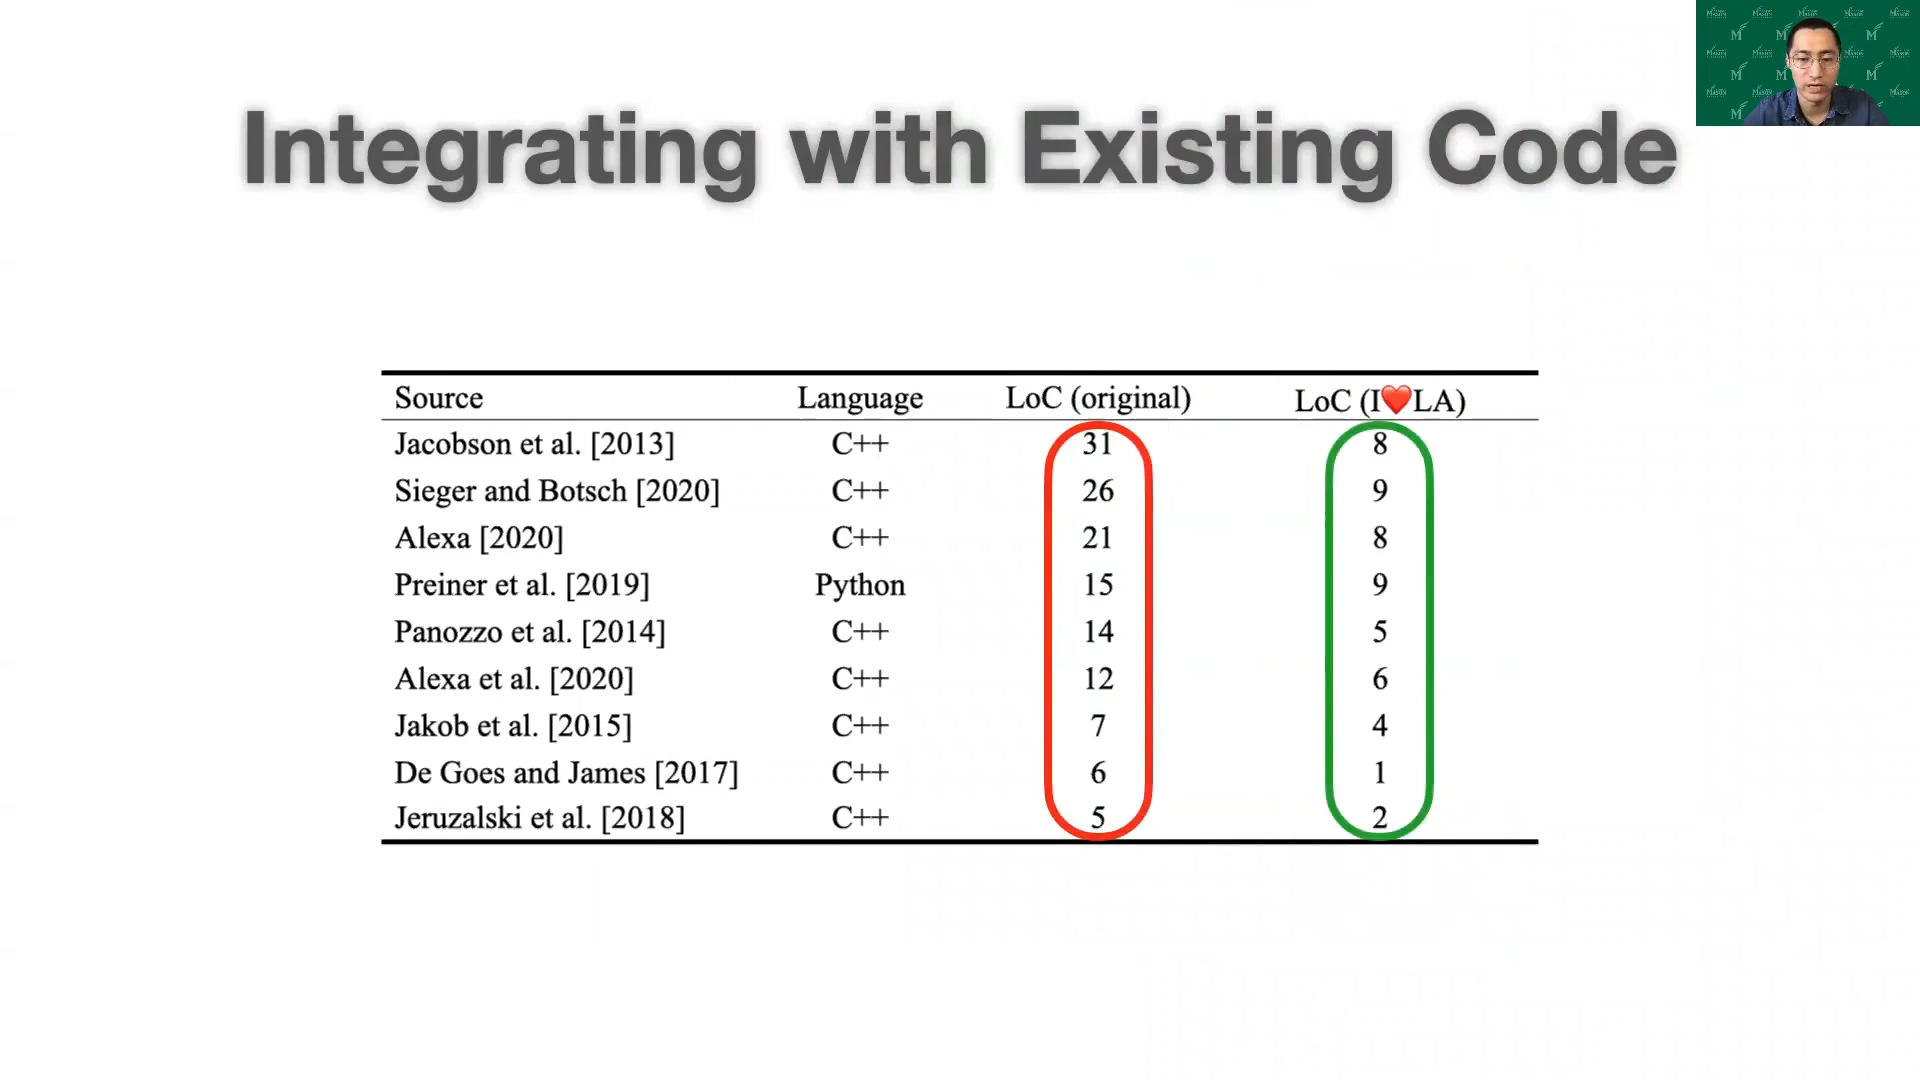 Integrating with Existing Code
Source Language LoC (original) LoC (I❤️LA)
Jacobson et al. [2013] C++ 31 8
Sieger and Botsch [2020] C++ 26 9
Alexa [2020] C++ 21 8
Preiner et al. [2019] Python 15 9
Panozzo et al. [2014] C++ 14 5
Alexa et al. [2020] C++ 12 6
Jakob et al. [2015] C++ 7 4
De Goes and James [2017] C++ 6 1
Jeruzalski et al. [2018] C++ 5 2